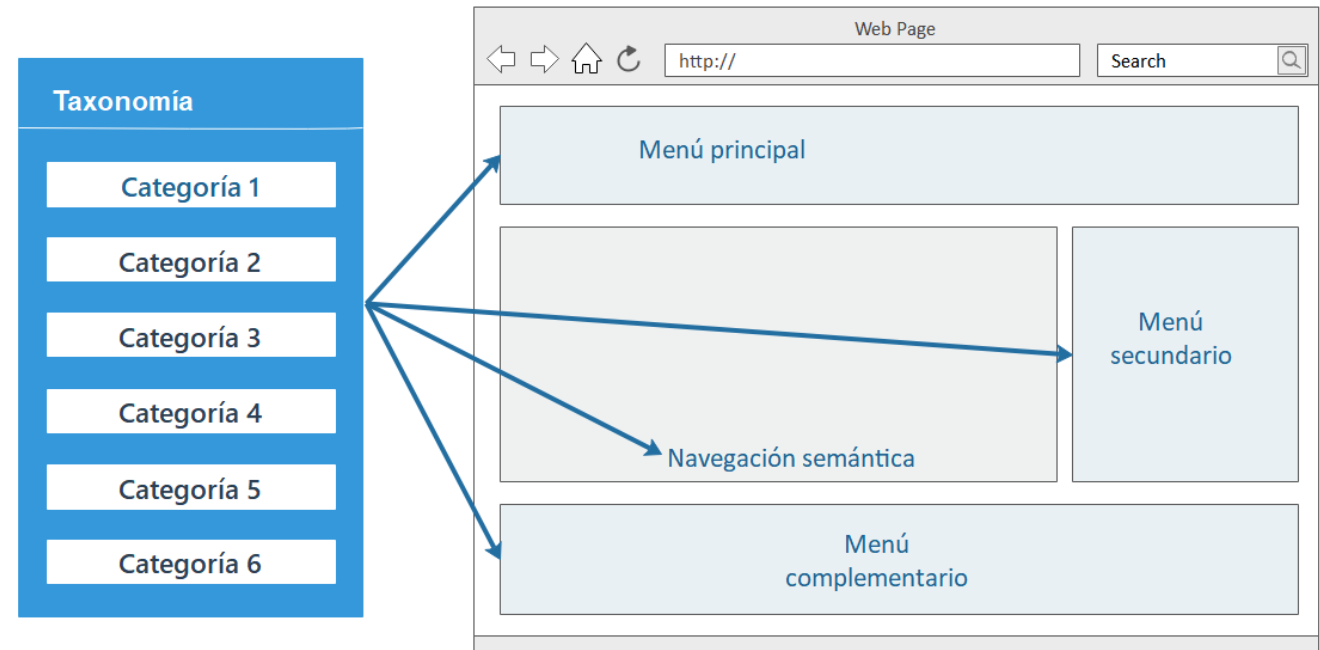 Taxonomía
Categoría 1
Categoría 2
Categoría 3
Categoría 4
Categoría 5
Categoría 6
Web Page
http://
Search
Menú principal
Menú
secundario
Navegación semántica
Menú
complementario